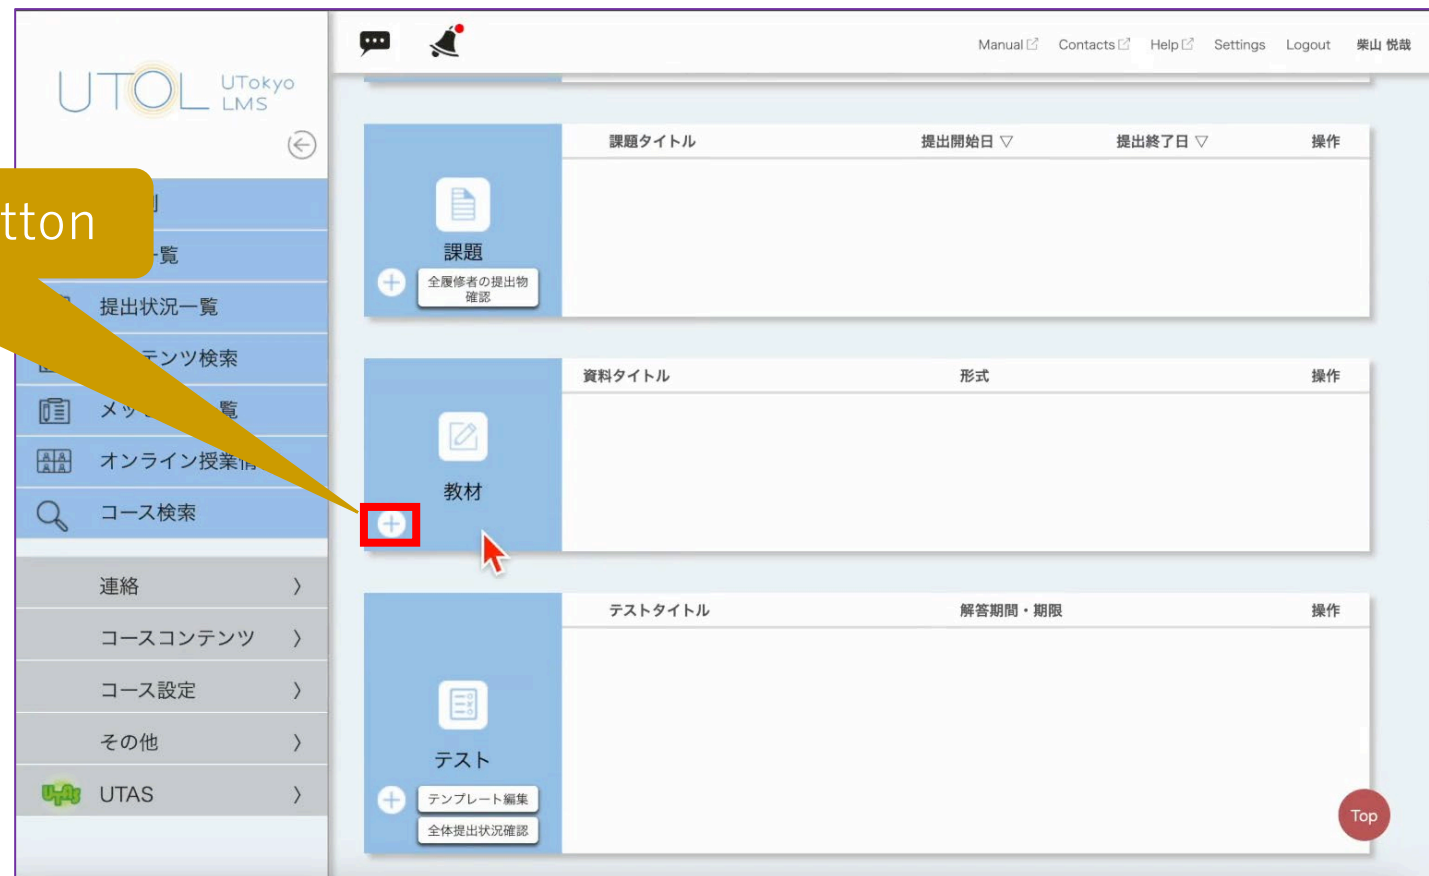 Manual Contacts Help Settings Logout 柴山 悦哉
UTOL UTokyo
LMS
tton
覧
提出状況一覧
テンツ検索
メッ 覧
オンライン授業情
コース検索
連絡
コースコンテンツ
コース設定
その他
UTAS UTAS
課題タイトル 提出開始日 ▽ 提出終了日 ▽ 操作
課題
全履修者の提出物
確認
資料タイトル 形式 操作
教材
テストタイトル 解答期間・期限 操作
テスト
テンプレート編集
全体提出状況確認
Top